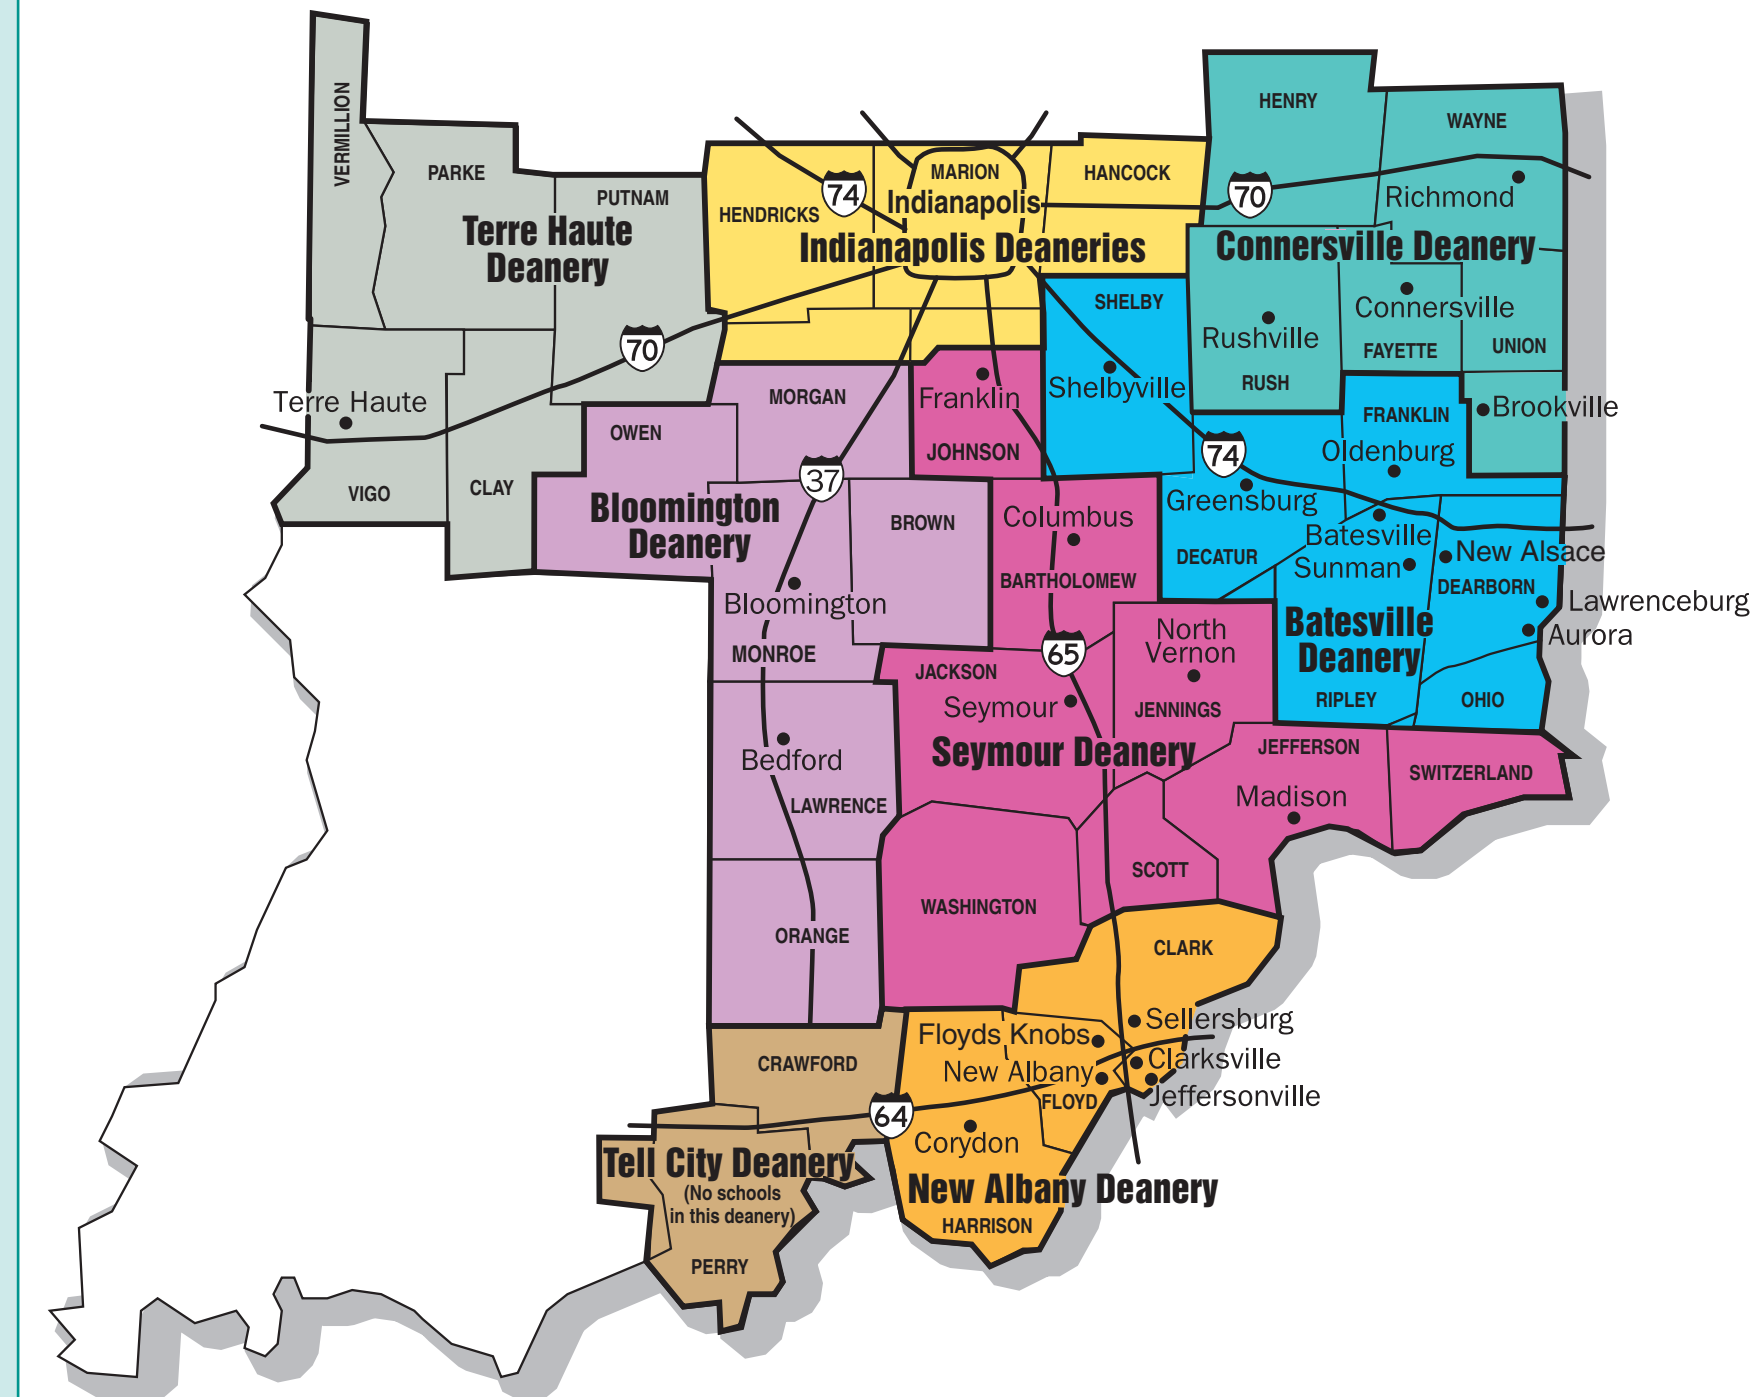 VERMILLION
PARKE
PUTNAM
Terre Haute
Deanery
70
Terre Haute
VIGO
CLAY
HENDRICKS
74
MARION
Indianapolis
HANCOCK
Indianapolis Deaneries
HENRY
WAYNE
70
Richmond
Connersville Deanery
Connersville
Rushville
FAYETTE
UNION
RUSH
Brookville
SHELBY
Shelbyville
74
FRANKLIN
Oldenburg
Greensburg
Batesville
New Alsace
DECATUR
Sunman
DEARBORN
Lawrenceburg
Aurora
Batesville
Deanery
RIPLEY
OHIO
MORGAN
OWEN
37
Bloomington
Deanery
BROWN
Bloomington
MONROE
Bedford
LAWRENCE
ORANGE
Franklin
JOHNSON
Columbus
BARTHOLOMEW
65
North
Vernon
JACKSON
Seymour
JENNINGS
Seymour Deanery
JEFFERSON
SWITZERLAND
Madison
SCOTT
WASHINGTON
CLARK
Sellersburg
Floyds Knobs
Clarksville
New Albany
Jeffersonville
FLOYD
64
Corydon
New Albany Deanery
HARRISON
CRAWFORD
Tell City Deanery
(No schools
in this deanery)
PERRY